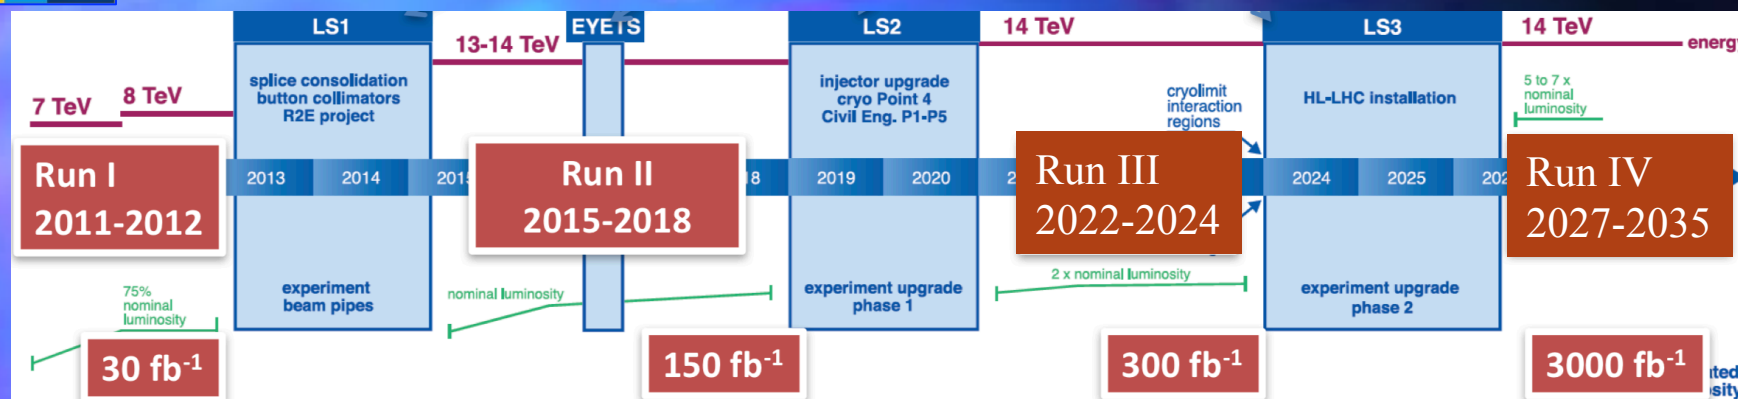 LS1
EYETS
LS2
14 TeV
LS3
14 TeV
13-14 TeV
energy
7 TeV
8 TeV
splice consolidation
button collimators
R2E project
injector upgrade
cryo Point 4
Civil Eng. P1-P5
cryolimit
interaction
regions
HL-LHC installation
5 to 7 x
nominal
luminosity
Run I
2011-2012
2013
2014
Run II
2015-2018
2019
2020
Run III
2022-2024
2024
2025
Run IV
2027-2035
75%
nominal
luminosity
experiment
beam pipes
nominal luminosity
experiment upgrade
phase 1
2 x nominal luminosity
experiment upgrade
phase 2
30 fb-1
150 fb-1
300 fb-1
3000 fb-1